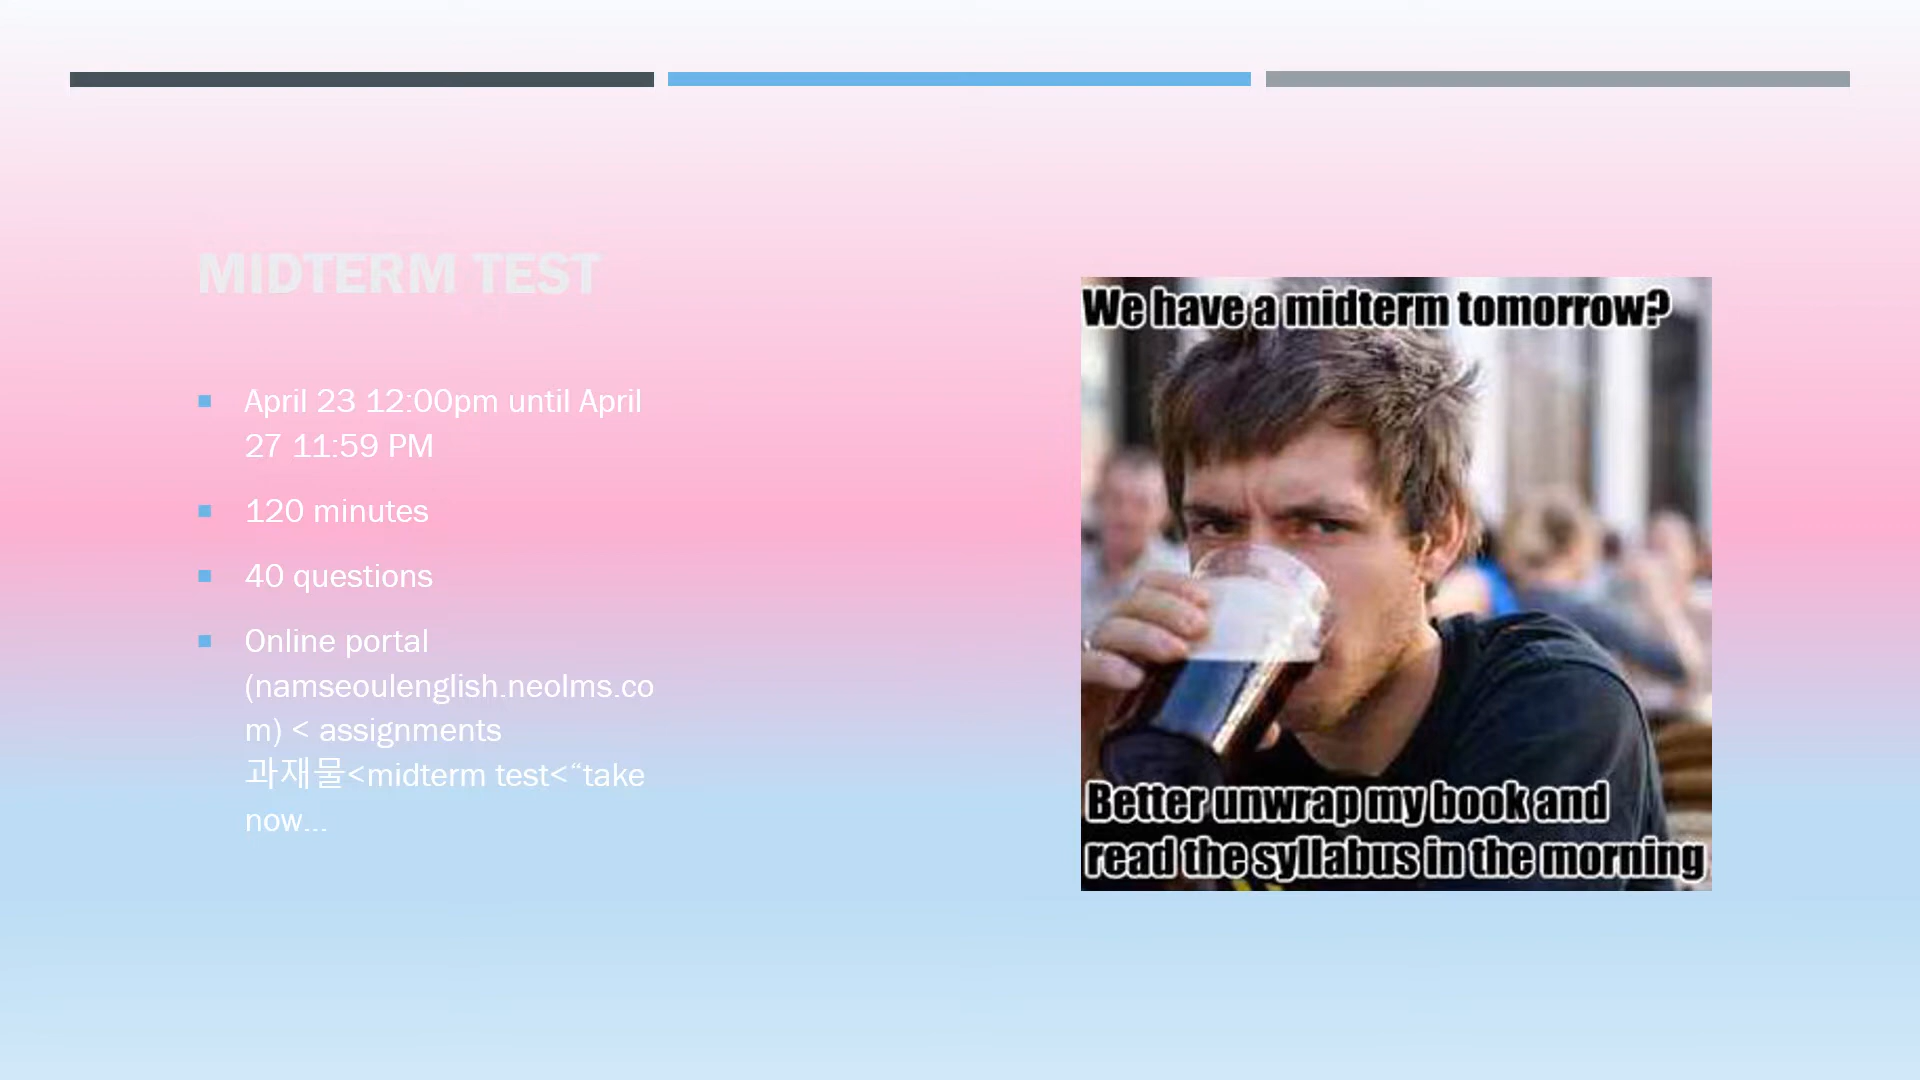 MIDTERM TEST
April 23 12:00pm until April
27 11:59 PM
120 minutes
40 questions
Online portal
(namseoulenglish.neolms.co
m) < assignments
과재물<midterm test<“take
now...
We have a midterm tomorrow?
Better unwrap my book and
read the syllabus in the morning